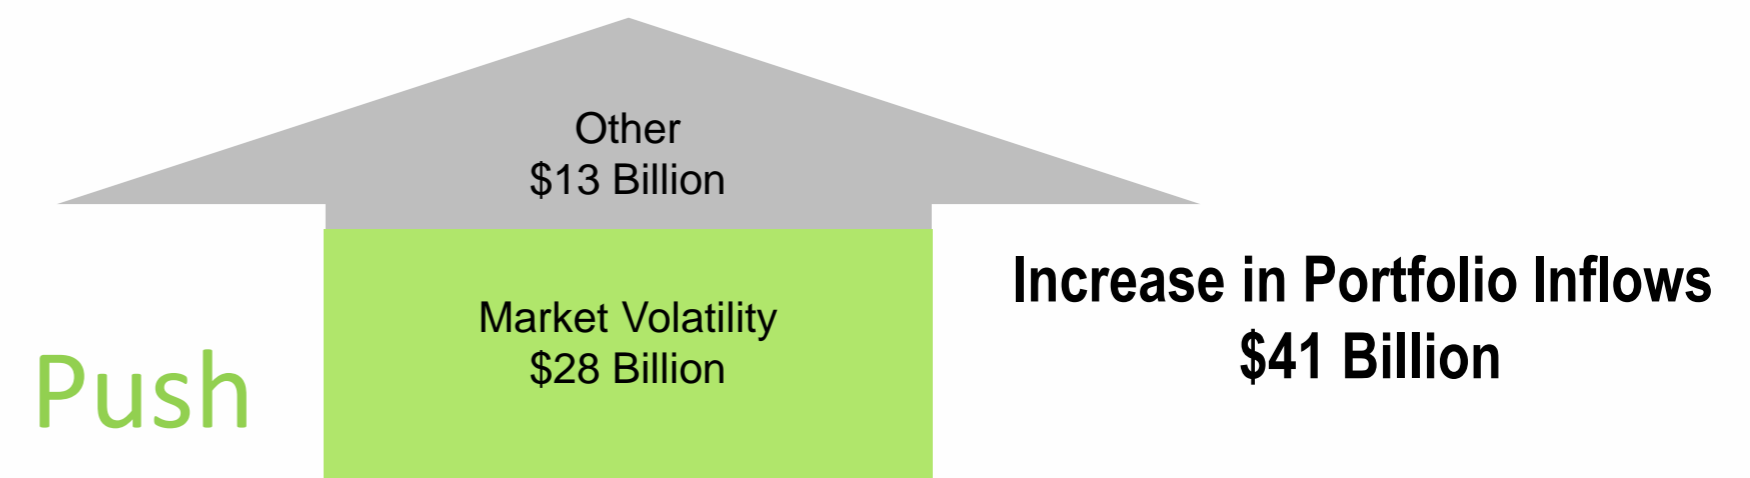 Other
$13 Billion
Market Volatility
$28 Billion
Push
Increase in Portfolio Inflows
$41 Billion